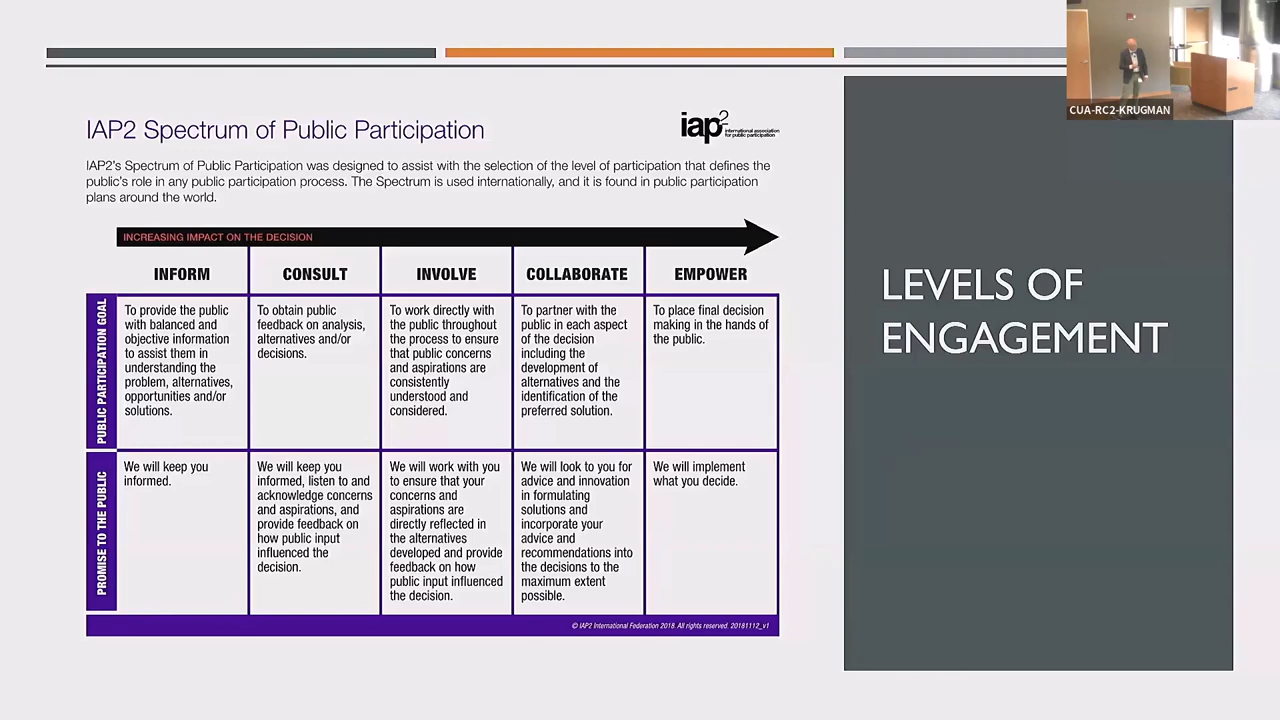 CUA-RC2-KRUGMAN
IAP2 Spectrum of Public Participation
iap2 international association
for public participation
IAP2's Spectrum of Public Participation was designed to assist with the selection of the level of participation that defines the
public's role in any public participation process. The Spectrum is used internationally, and it is found in public participation
plans around the world.
INCREASING IMPACT ON THE DECISION
INFORM
CONSULT
INVOLVE
COLLABORATE
EMPOWER
PUBLIC PARTICIPATION GOAL
To provide the public
with balanced and
objective information
to assist them in
understanding the
problem, alternatives,
opportunities and/or
solutions.
To obtain public
feedback on analysis,
alternatives and/or
decisions.
To work directly with
the public throughout
the process to ensure
that public concerns
and aspirations are
consistently
understood and
considered.
To partner with the
public in each aspect
of the decision
including the
development of
alternatives and the
identification of the
preferred solution.
To place final decision
making in the hands of
the public.
PROMISE TO THE PUBLIC
We will keep you
informed.
We will keep you
informed, listen to and
acknowledge concerns
and aspirations, and
provide feedback on
how public input
influenced the
decision.
We will work with you
to ensure that your
concerns and
aspirations are
directly reflected in
the alternatives
developed and provide
feedback on how
public input influenced
the decision.
We will look to you for
advice and innovation
in formulating
solutions and
incorporate your
advice and
recommendations into
the decisions to the
maximum extent
possible.
We will implement
what you decide.
© IAP2 International Federation 2018. All rights reserved. 20181112_v1
LEVELS OF
ENGAGEMENT